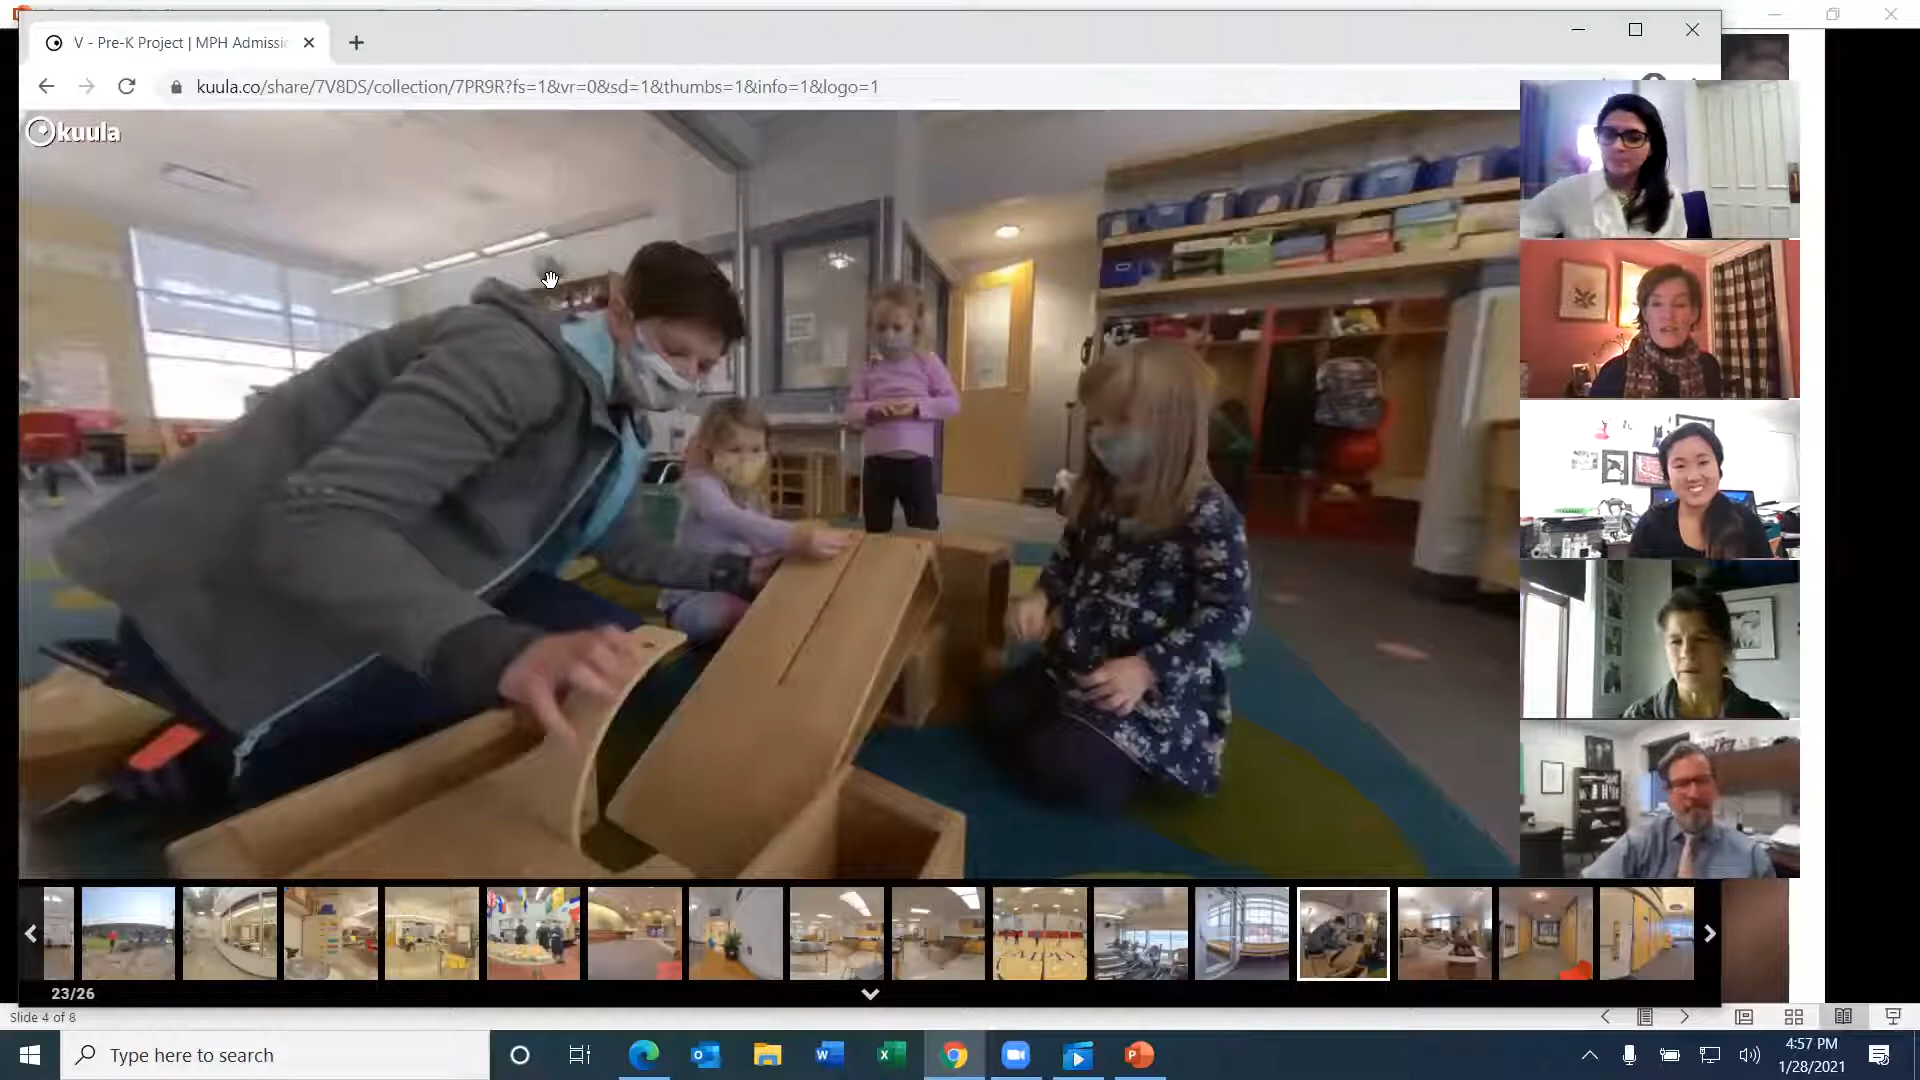 V - Pre-K Project | MPH Admissi
kuula.co/share/7V8DS/collection/7PR9R?fs=1&vr=0&sd=1&thumbs=1&info=1&logo=1
kuula
23/26
Slide 4 of 8
Type here to search
4:57 PM
1/28/2021